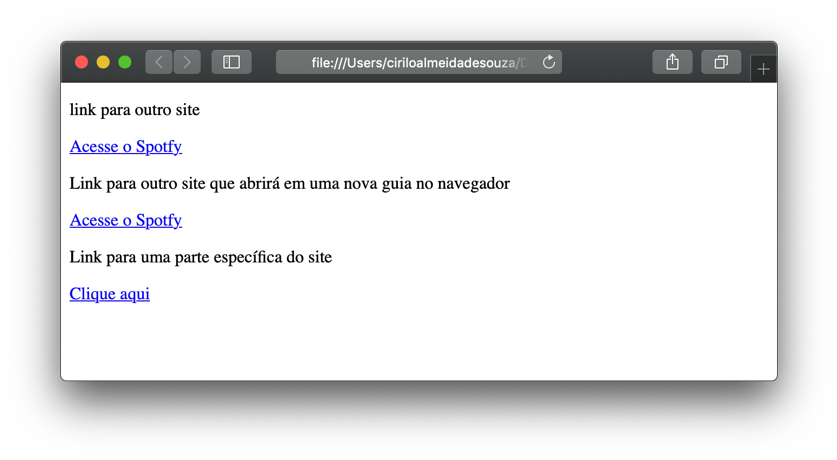 file:///Users/ciriloalmeidadesouza/D
link para outro site
Acesse o Spotfy
Link para outro site que abrirá em uma nova guia no navegador
Acesse o Spotfy
Link para uma parte específica do site
Clique aqui